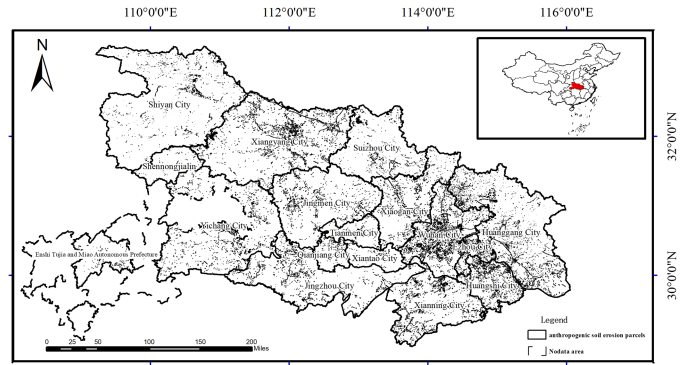 110°0'0"E 112°0'0"E 114°0'0"E 116°0'0"E
N
Shiyan City
Xiangyang City
Suizhou City
32°0'0"N
Shennongjialin
Jingmen City
Xiaogan City
Yichang City
Tianmen City
Wuhan City
Huanggang City
Ezhou City
Enshi Tujia and Miao Autonomous Prefecture
Qianjiang City
Xiantao City
30°0'0"N
Jingzhou City
Huangshi City
Xianning City
Legend
anthropogenic soil erosion parcels
Nodata area
0 25 50 100 150 200
Miles